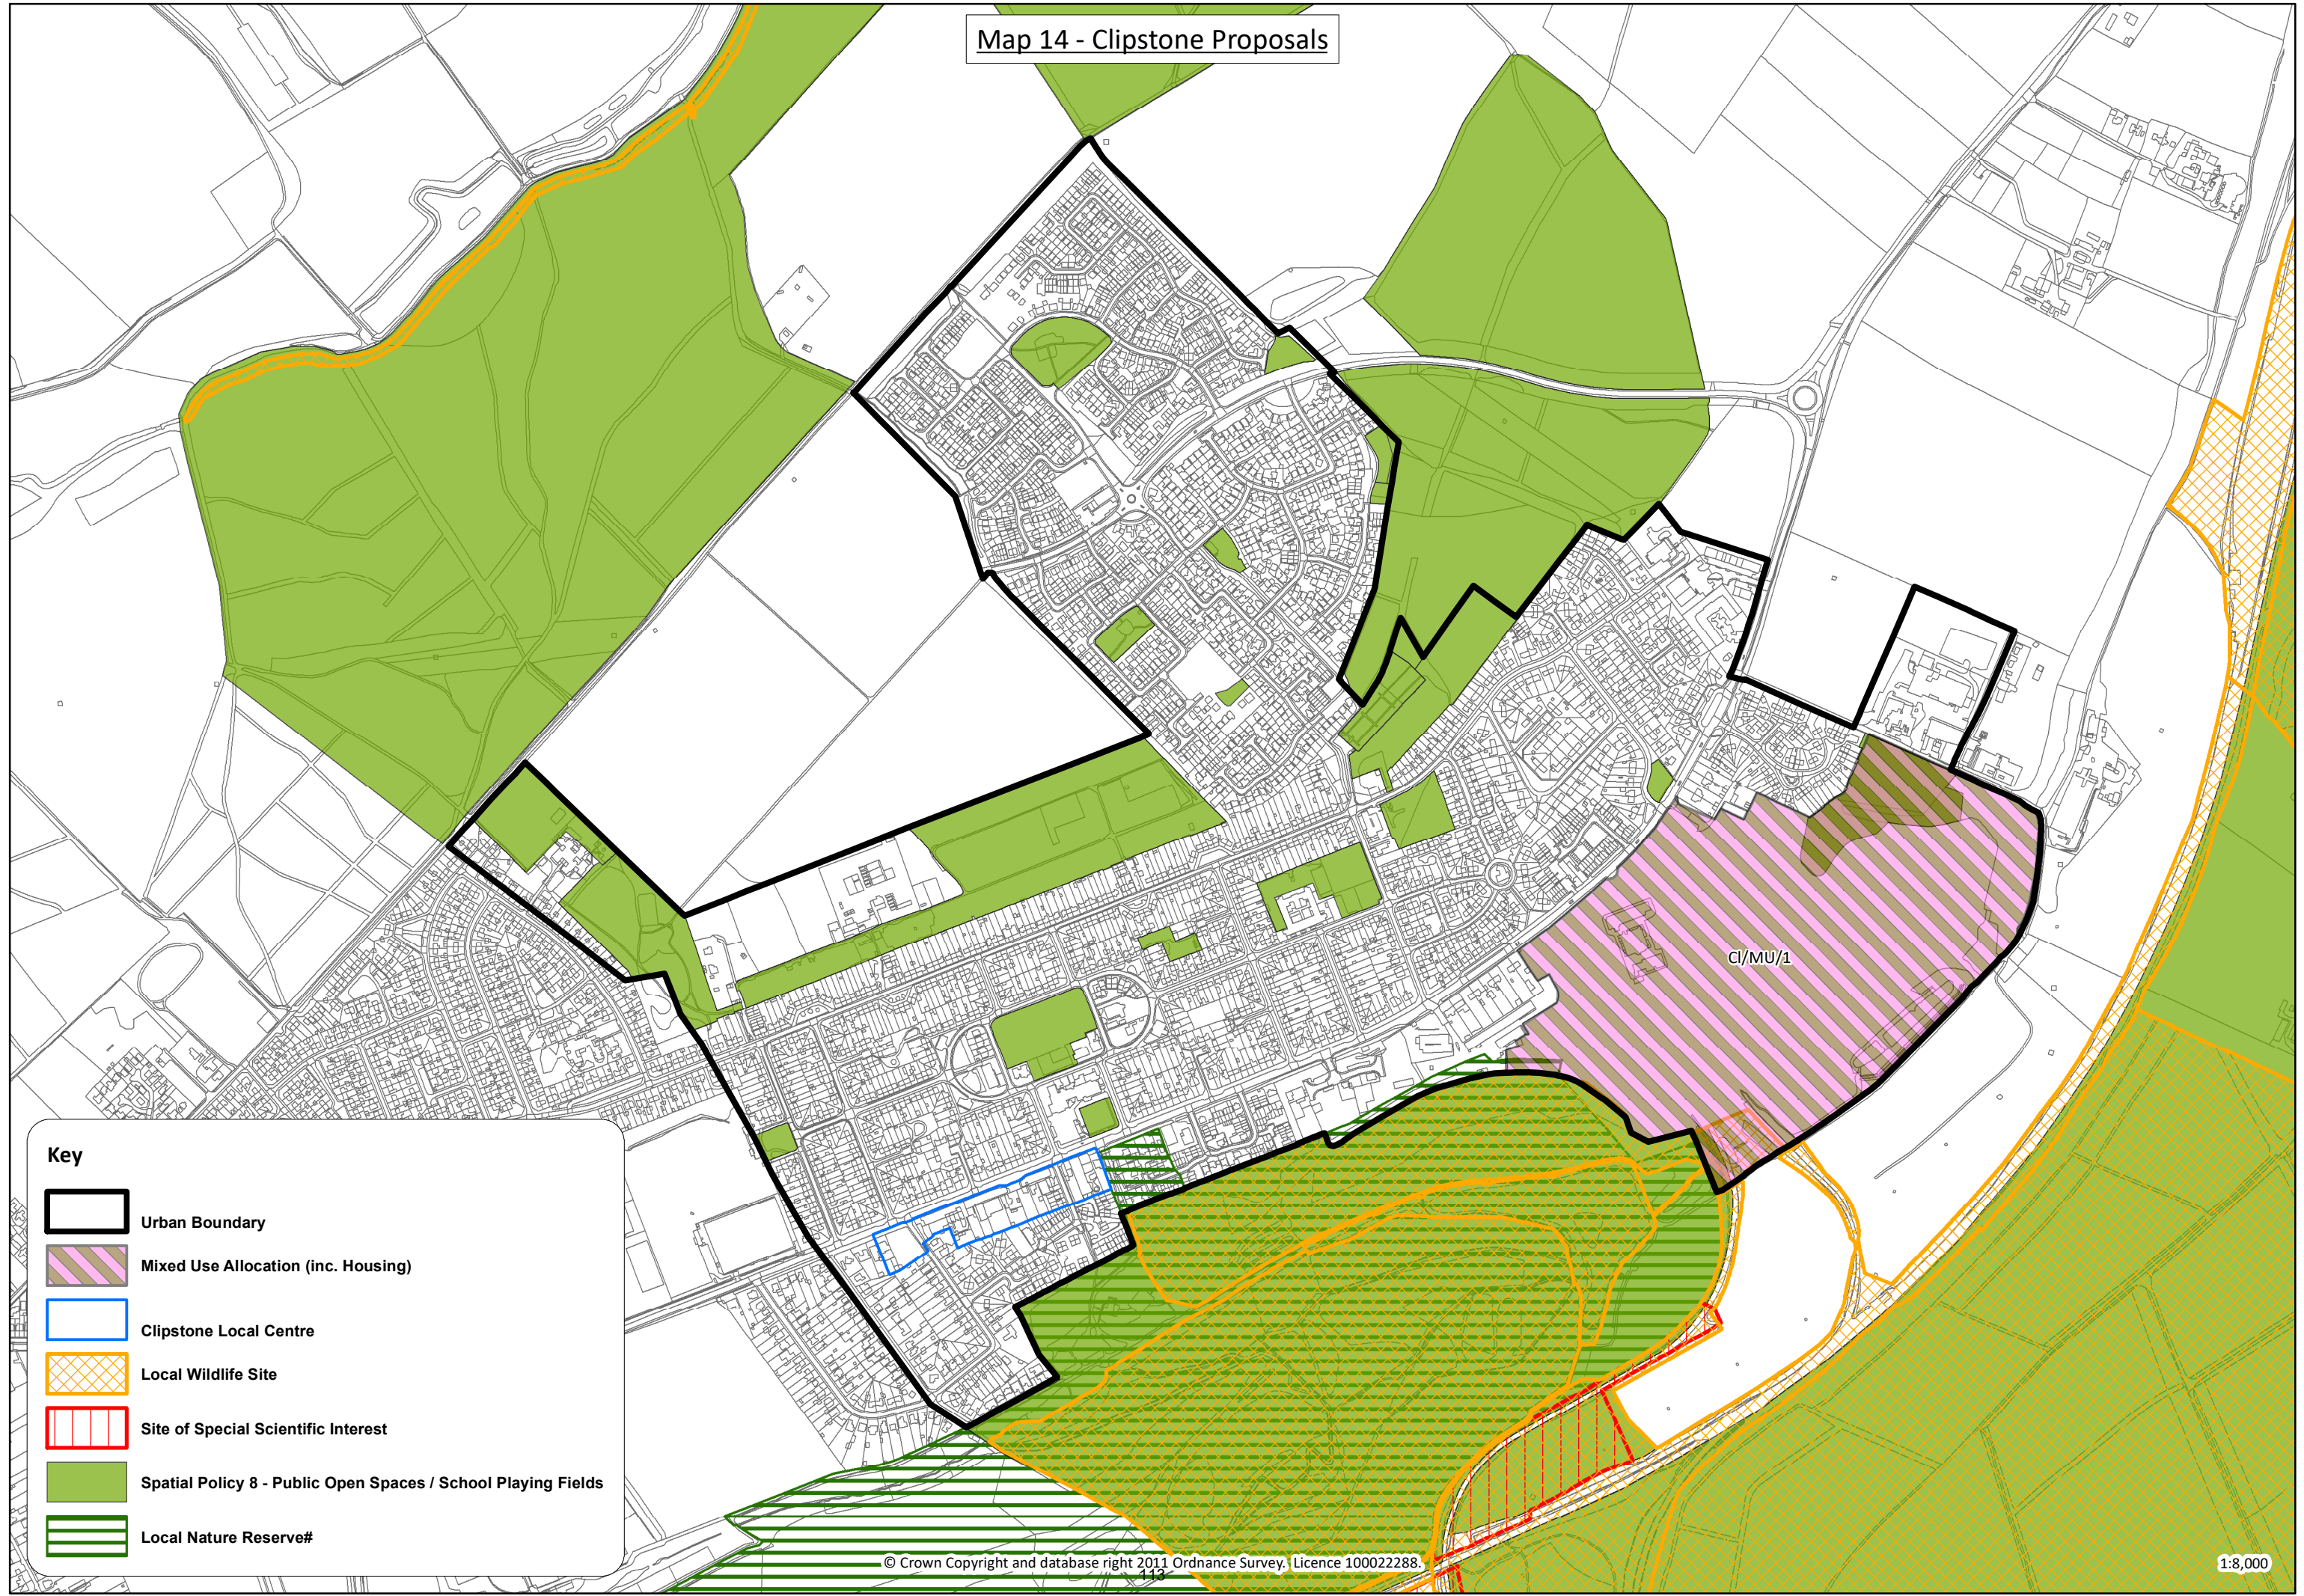 Map 14 - Clipstone Proposals
Cl/MU/1
Key
Urban Boundary
Mixed Use Allocation (inc. Housing)
Clipstone Local Centre
Local Wildlife Site
Site of Special Scientific Interest
Spatial Policy 8 - Public Open Spaces / School Playing Fields
Local Nature Reserve#
© Crown Copyright and database right 2011 Ordnance Survey. Licence 100022288.
113
1:8,000